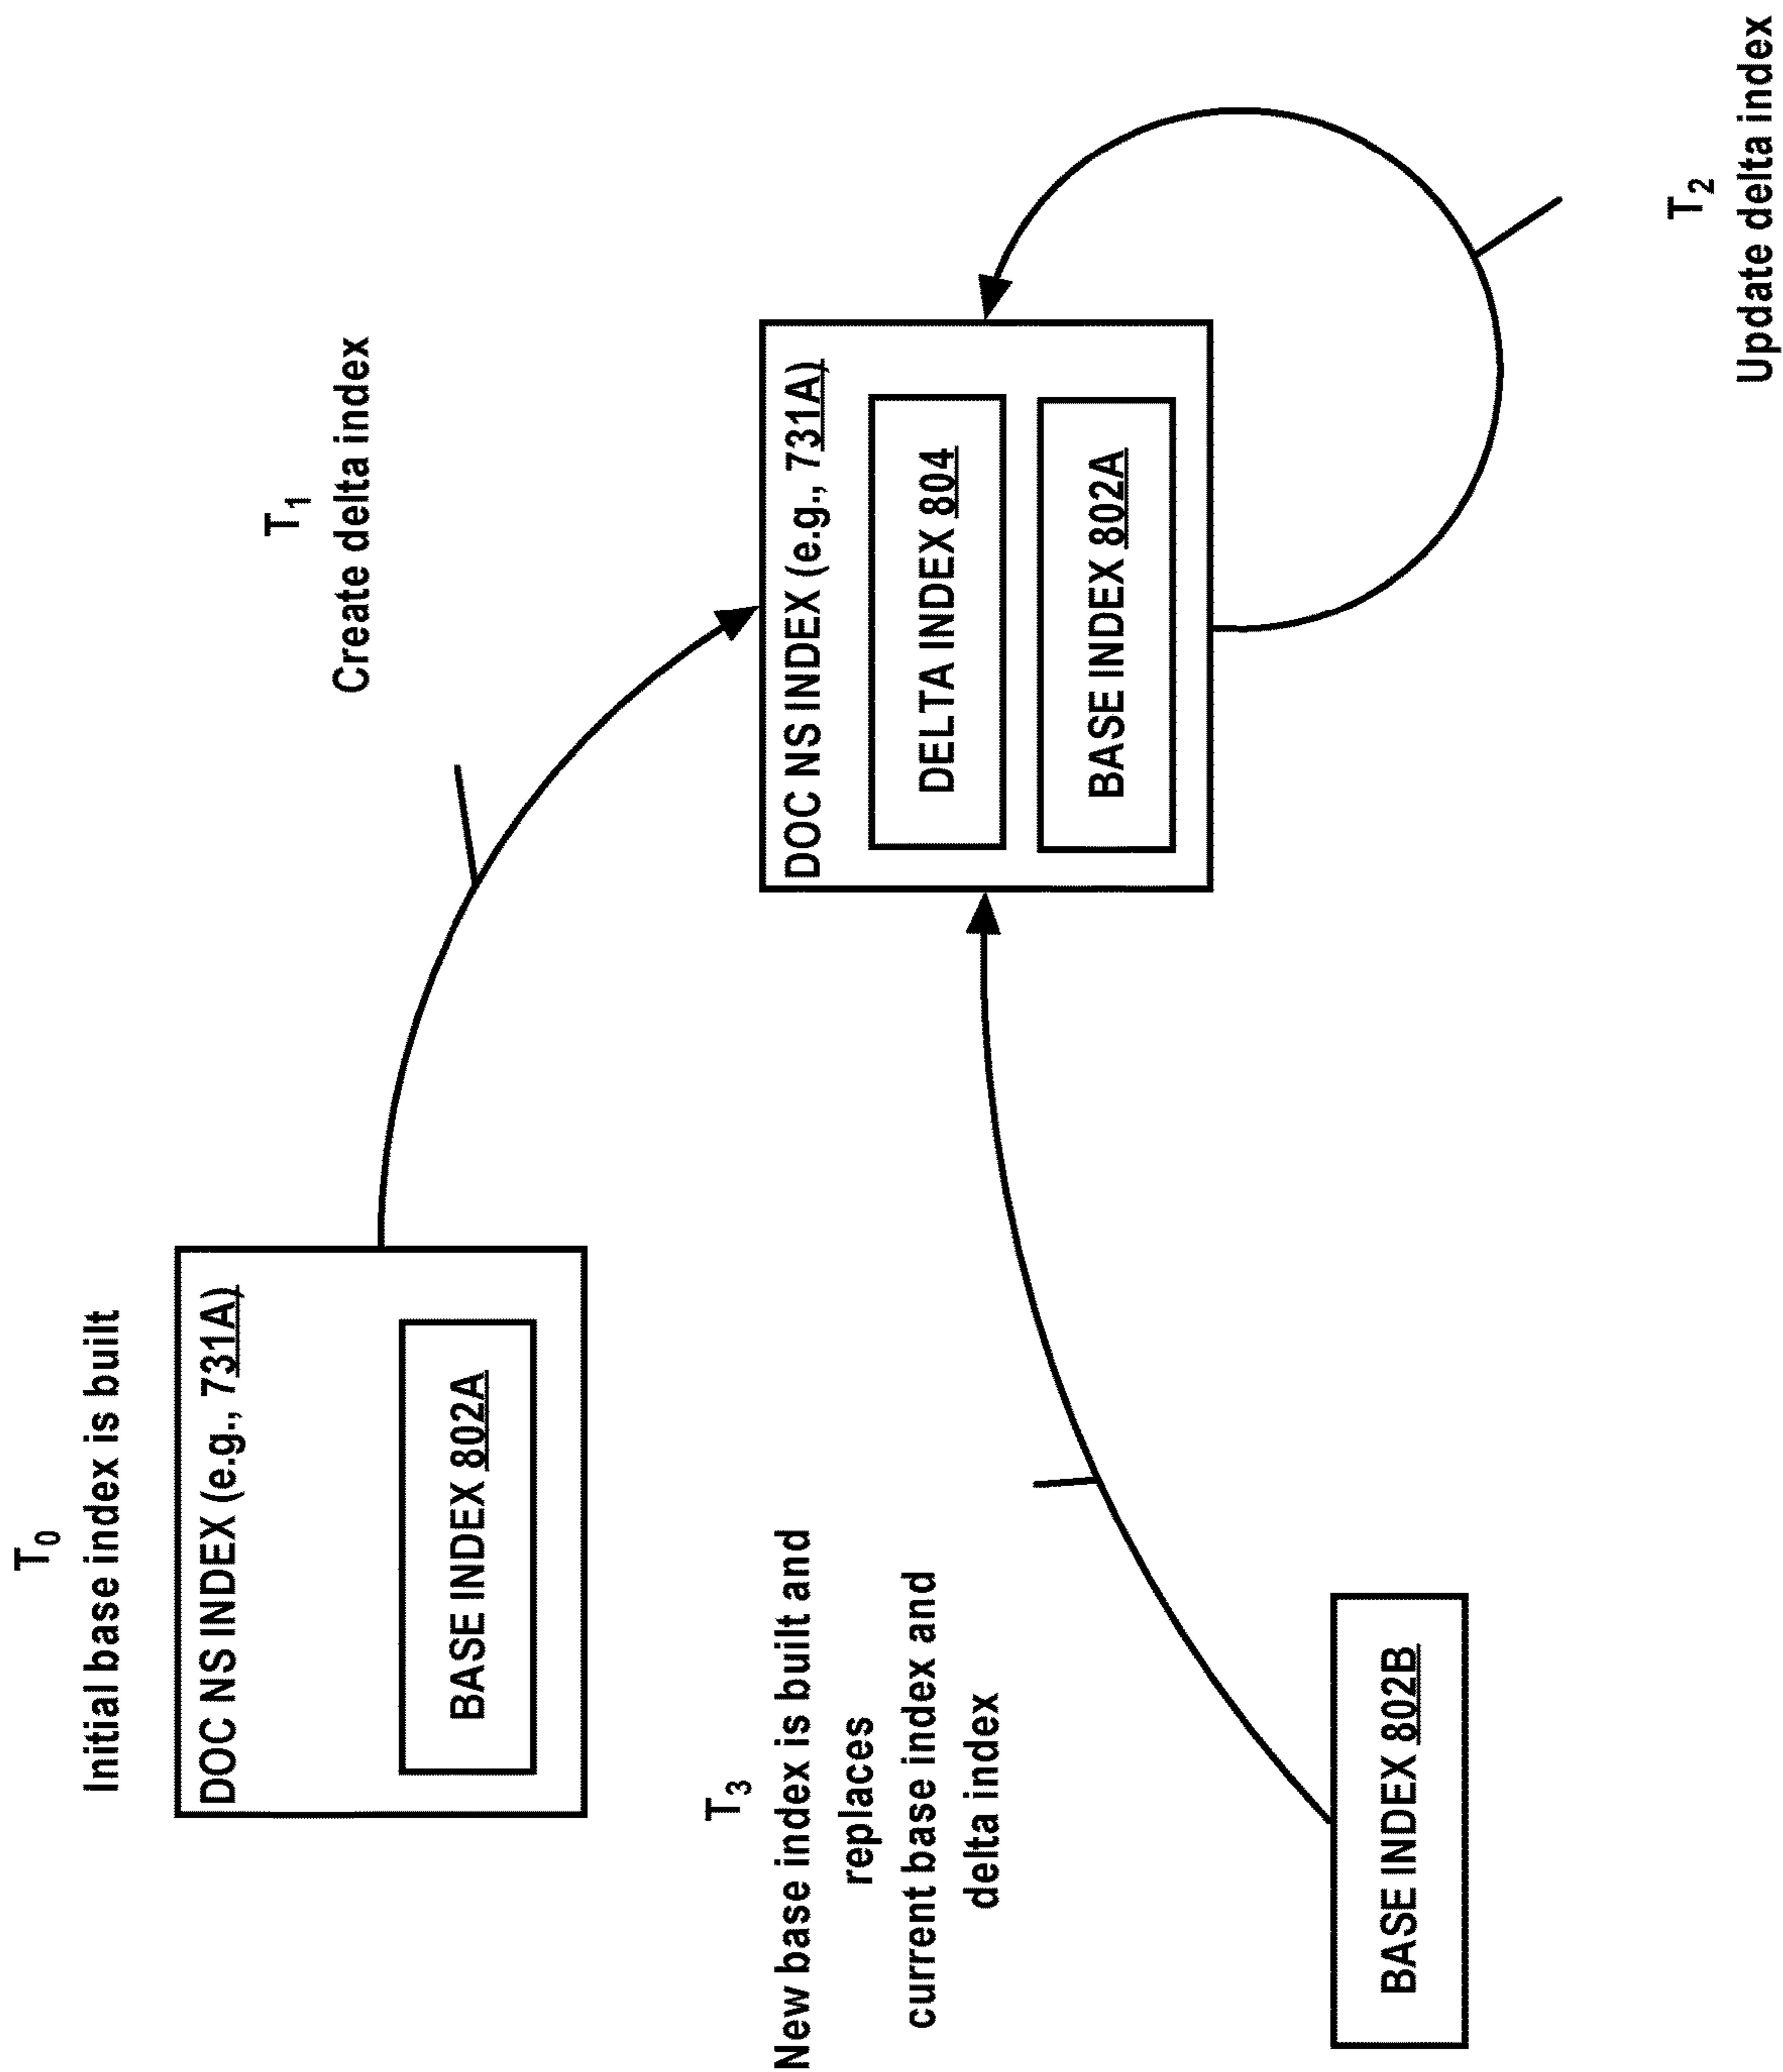 T0
Initial base index is built
DOC NS INDEX (e.g., 731A)
BASE INDEX 802A
T1
Create delta index
DOC NS INDEX (e.g., 731A)
DELTA INDEX 804
BASE INDEX 802A
T3
New base index is built and
replaces
current base index and
delta index
BASE INDEX 802B
T2
Update delta index